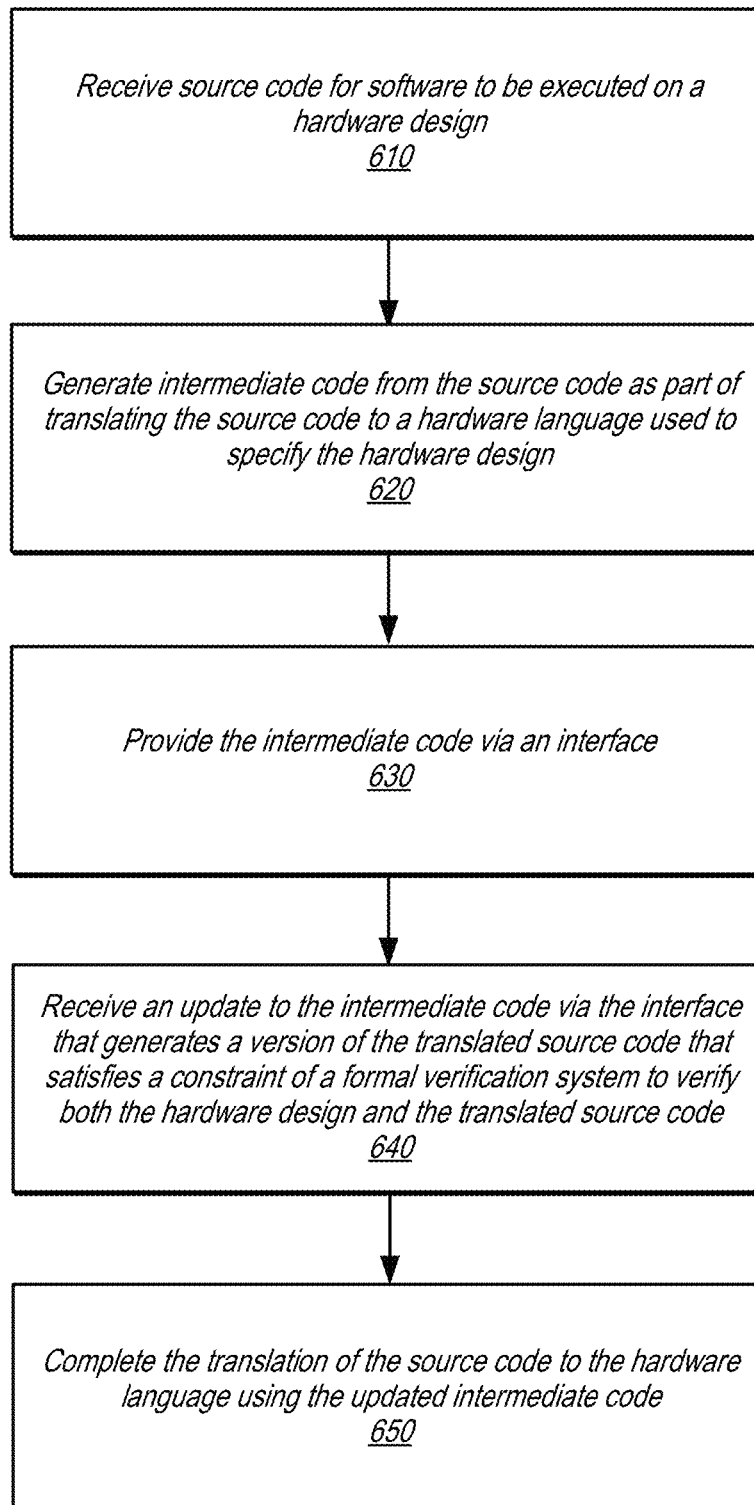 Receive source code for software to be executed on a
hardware design
610
Generate intermediate code from the source code as part of
translating the source code to a hardware language used to
specify the hardware design
620
Provide the intermediate code via an interface
630
Receive an update to the intermediate code via the interface
that generates a version of the translated source code that
satisfies a constraint of a formal verification system to verify
both the hardware design and the translated source code
640
Complete the translation of the source code to the hardware
language using the updated intermediate code
650